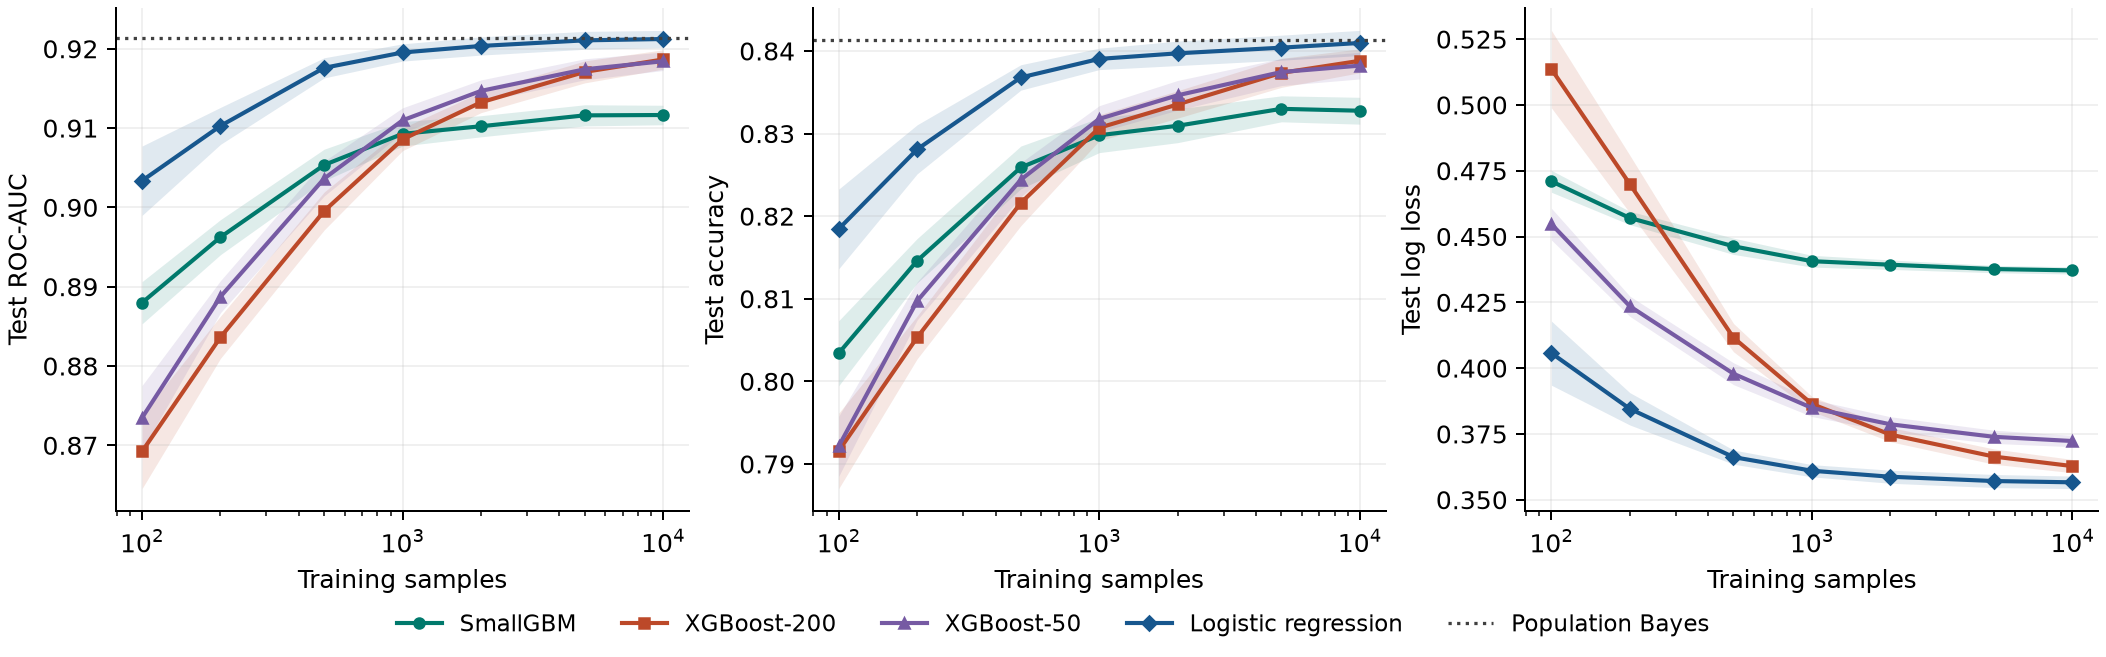 Test ROC-AUC
0.92
0.91
0.90
0.89
0.88
0.87
10²
10³
10⁴
Training samples
Test accuracy
0.84
0.83
0.82
0.81
0.80
0.79
10²
10³
10⁴
Training samples
Test log loss
0.525
0.500
0.475
0.450
0.425
0.400
0.375
0.350
10²
10³
10⁴
Training samples
SmallGBM
XGBoost-200
XGBoost-50
Logistic regression
Population Bayes